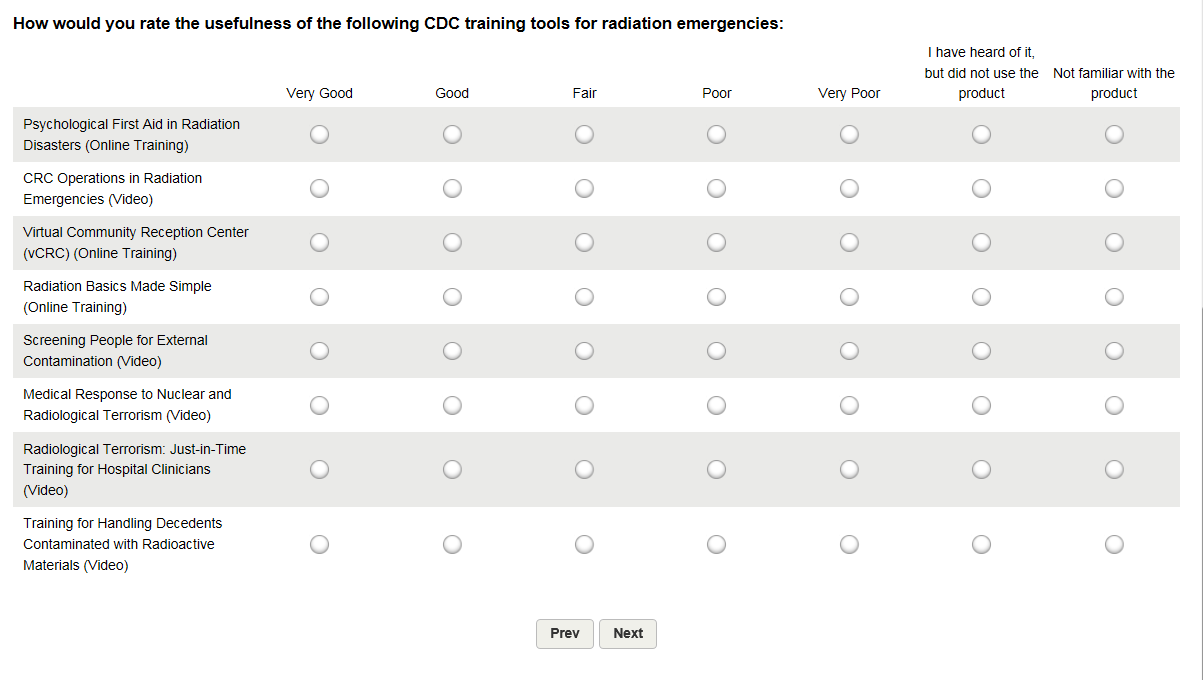 How would you rate the usefulness of the following CDC training tools for radiation emergencies:
Very Good
Good
Fair
Poor
Very Poor
I have heard of it,
but did not use the
product
Not familiar with the
product
Psychological First Aid in Radiation
Disasters (Online Training)
CRC Operations in Radiation
Emergencies (Video)
Virtual Community Reception Center
(vCRC) (Online Training)
Radiation Basics Made Simple
(Online Training)
Screening People for External
Contamination (Video)
Medical Response to Nuclear and
Radiological Terrorism (Video)
Radiological Terrorism: Just-in-Time
Training for Hospital Clinicians
(Video)
Training for Handling Decedents
Contaminated with Radioactive
Materials (Video)
Prev
Next